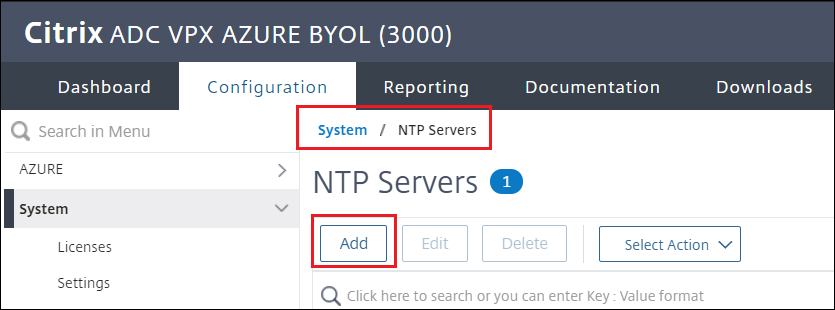 Citrix ADC VPX AZURE BYOL (3000)
Dashboard Configuration Reporting Documentation Downloads
Search in Menu
AZURE
System
Licenses
Settings
System / NTP Servers
NTP Servers 1
Add Edit Delete Select Action
Click here to search or you can enter Key : Value format